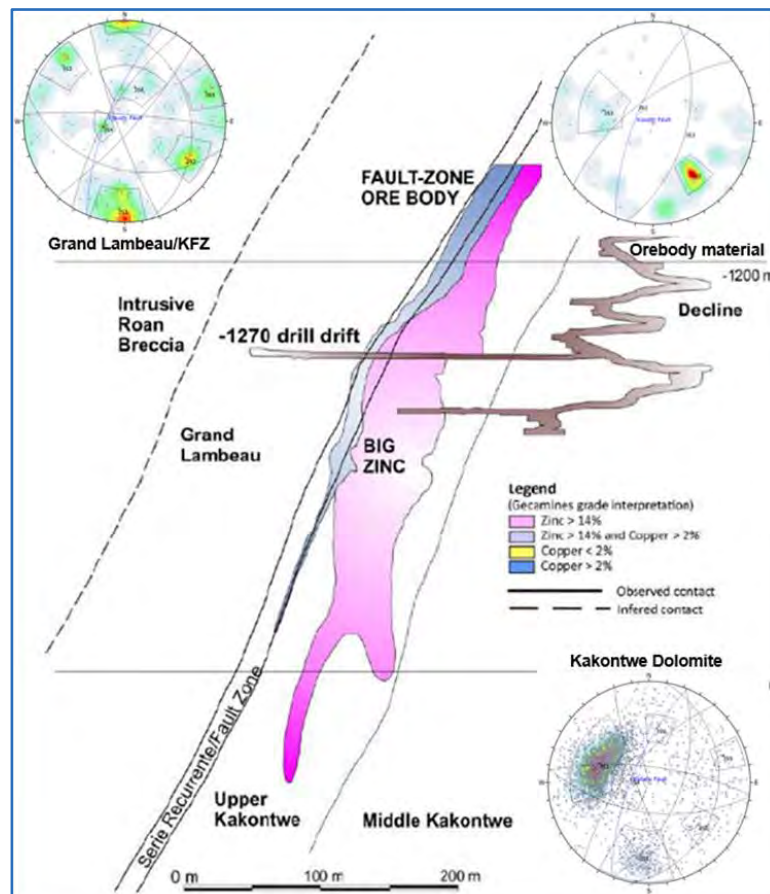 N
N
W
E
W
E
S
S
Grand Lambeau/KFZ
FAULT-ZONE
ORE BODY
Orebody material
-1200 m
Intrusive
Roan
Breccia
Decline
-1270 drill drift
Grand
Lambeau
BIG
ZINC
Legend
(Gecamines grade interpretation)
Zinc > 14%
Zinc > 14% and Copper > 2%
Copper < 2%
Copper > 2%
Observed contact
Infered contact
Kakontwe Dolomite
N
W
E
S
Serie Recurrente/Fault Zone
Upper
Kakontwe
Middle Kakontwe
0 m
100 m
200 m